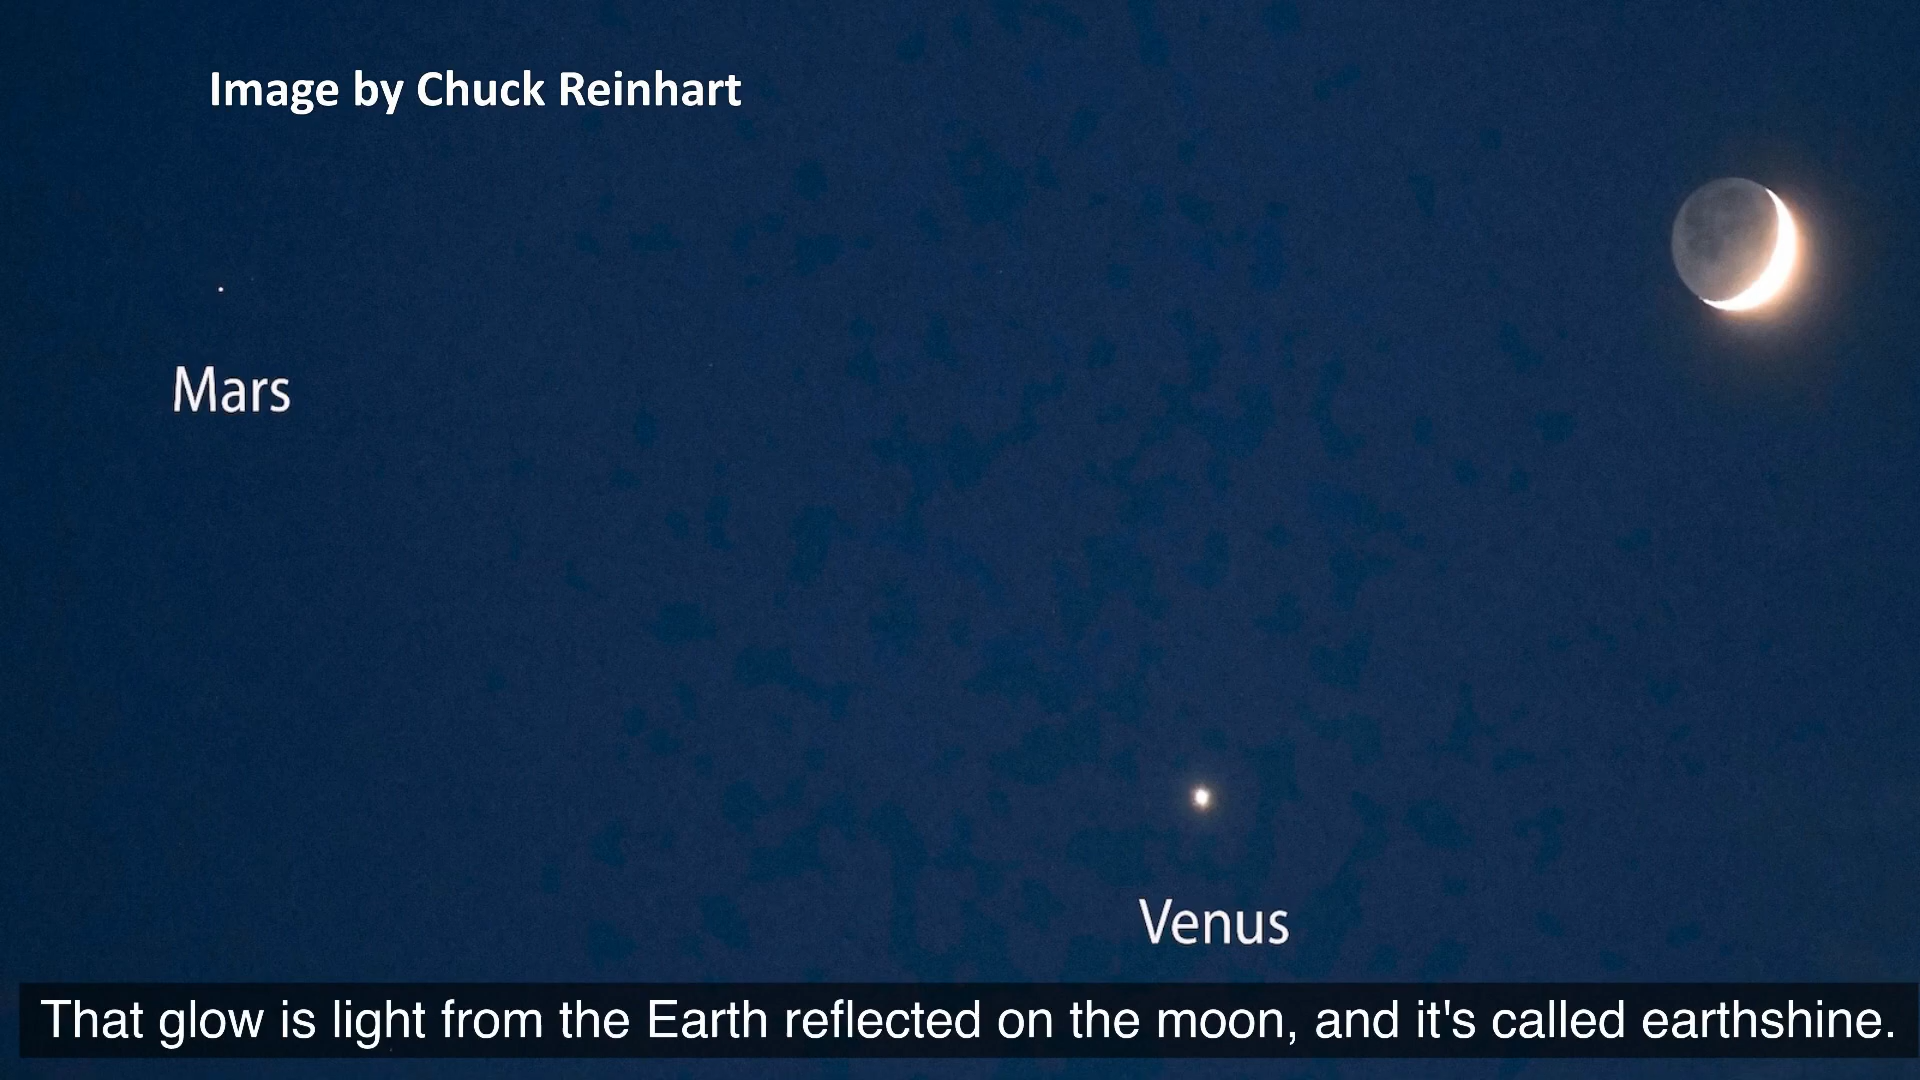 Image by Chuck Reinhart
Mars
Venus
That glow is light from the Earth reflected on the moon, and it's called earthshine.